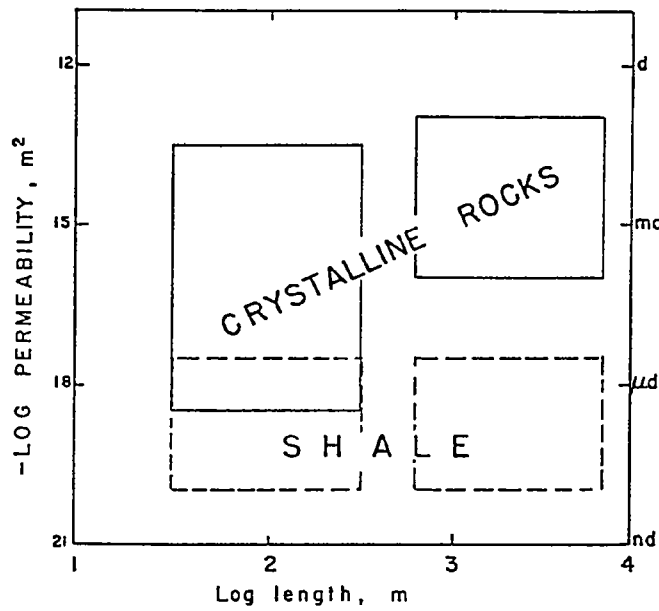 12
d
-LOG PERMEABILITY, m²
CRYSTALLINE ROCKS
15
md
18
μd
SHALE
21
nd
1
2
3
4
Log length, m